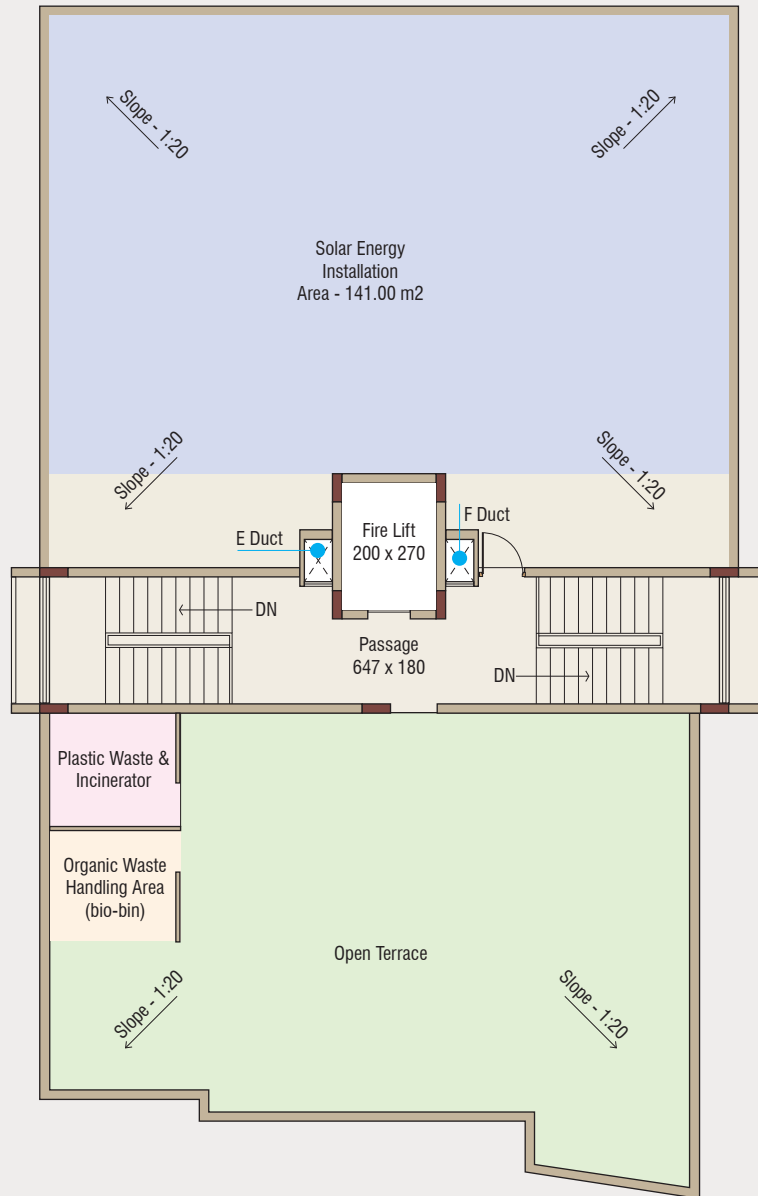 Slope - 1:20
Slope - 1:20
Solar Energy
Installation
Area - 141.00 m2
Slope - 1:20
Slope - 1:20
E Duct
Fire Lift
200 x 270
F Duct
DN
Passage
647 x 180
DN
Plastic Waste &
Incinerator
Organic Waste
Handling Area
(bio-bin)
Open Terrace
Slope - 1:20
Slope - 1:20